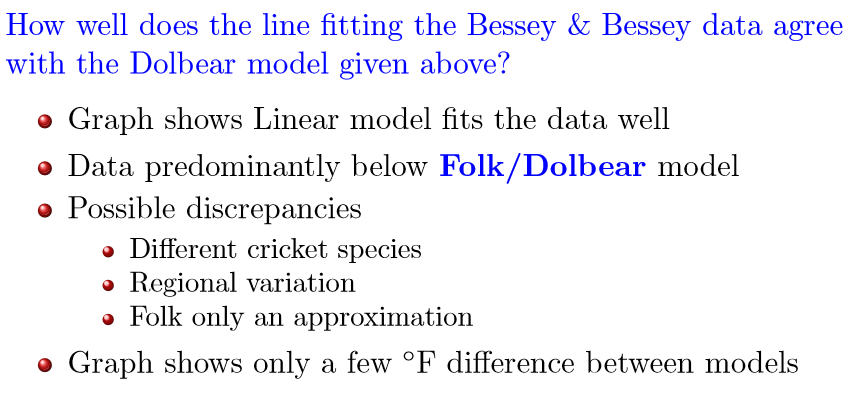 How well does the line fitting the Bessey & Bessey data agree
with the Dolbear model given above?
Graph shows Linear model fits the data well
Data predominantly below Folk/Dolbear model
Possible discrepancies
Different cricket species
Regional variation
Folk only an approximation
Graph shows only a few °F difference between models